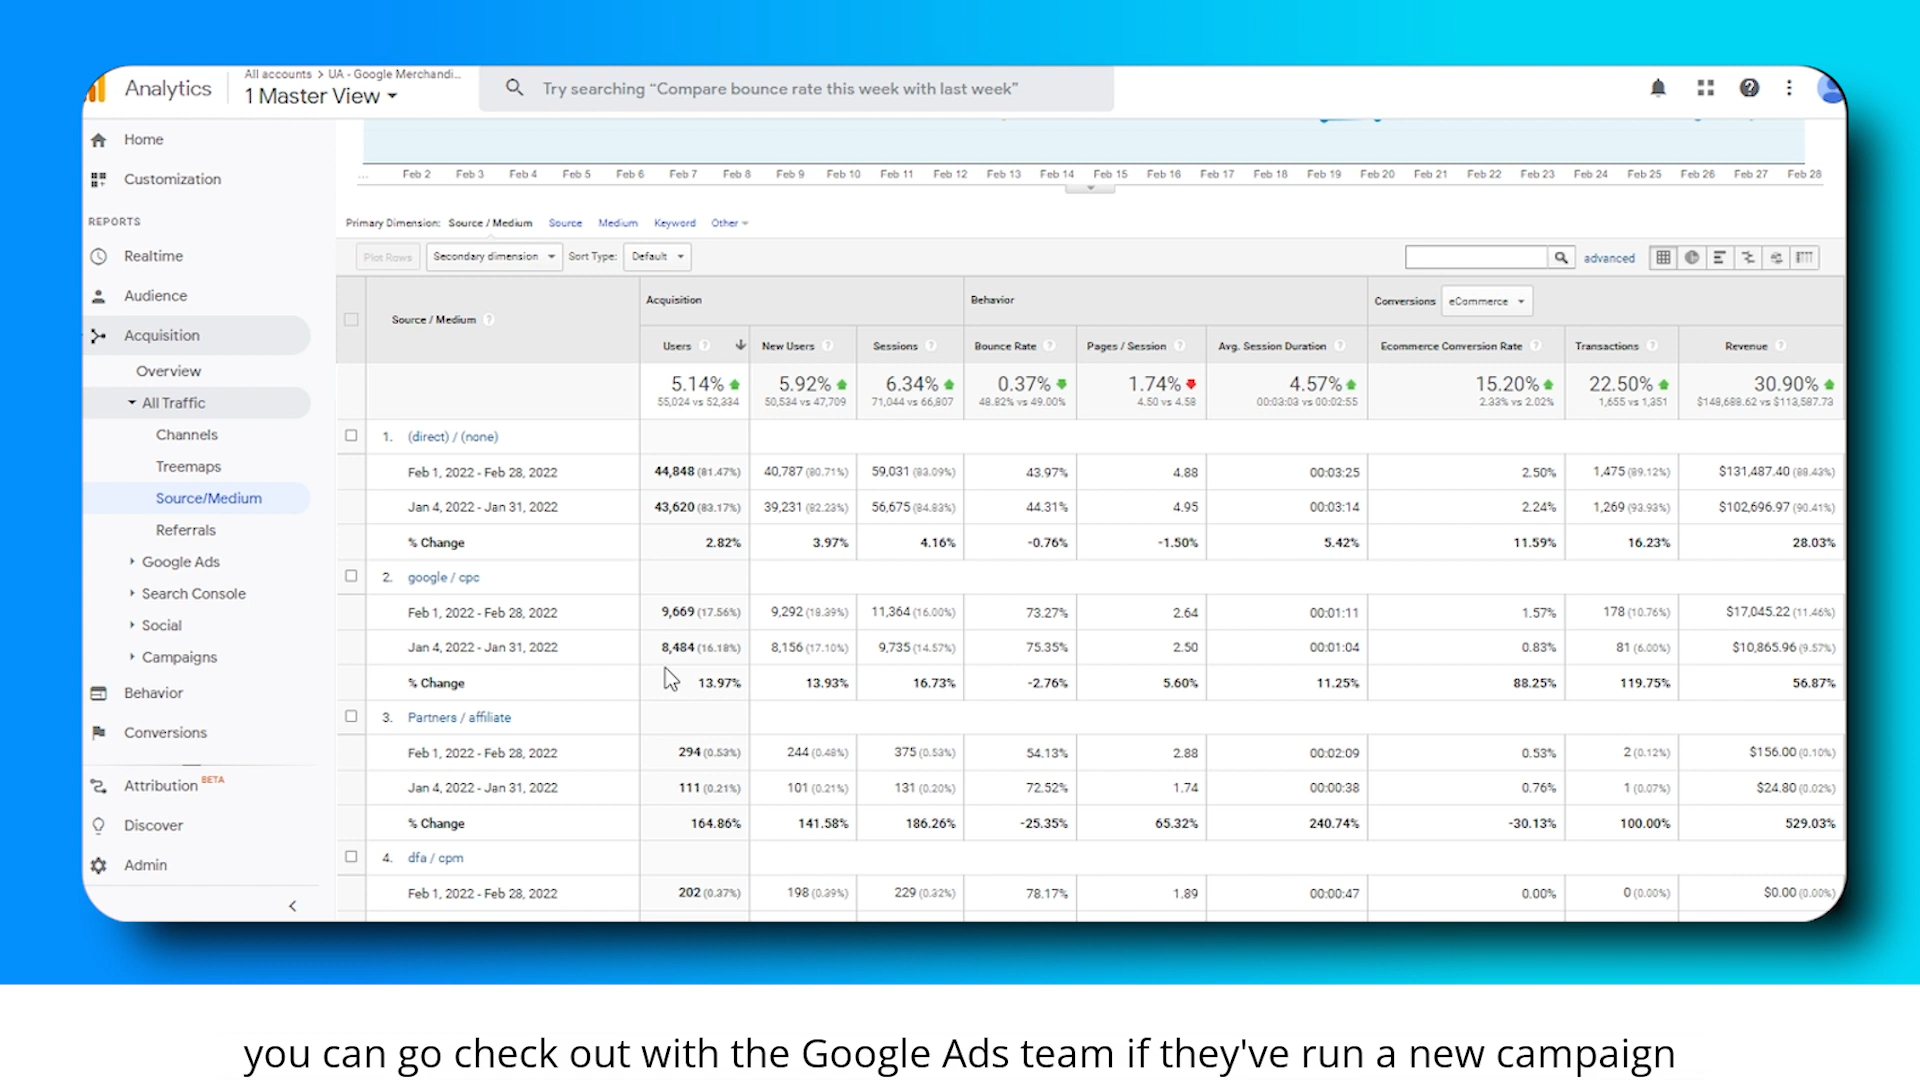 Analytics
All accounts > UA - Google Merchandi...
1 Master View
Try searching “Compare bounce rate this week with last week”
Home
Customization
REPORTS
Realtime
Audience
Acquisition
Overview
All Traffic
Channels
Treemaps
Source/Medium
Referrals
Google Ads
Search Console
Social
Campaigns
Behavior
Conversions
Attribution BETA
Discover
Admin
... Feb 2 Feb 3 Feb 4 Feb 5 Feb 6 Feb 7 Feb 8 Feb 9 Feb 10 Feb 11 Feb 12 Feb 13 Feb 14 Feb 15 Feb 16 Feb 17 Feb 18 Feb 19 Feb 20 Feb 21 Feb 22 Feb 23 Feb 24 Feb 25 Feb 26 Feb 27 Feb 28
Primary Dimension: Source / Medium Source Medium Keyword Other
Plot Rows Secondary dimension Sort Type: Default advanced
Source / Medium Acquisition Behavior Conversions eCommerce
Users New Users Sessions Bounce Rate Pages / Session Avg. Session Duration Ecommerce Conversion Rate Transactions Revenue
5.14% 5.92% 6.34% 0.37% 1.74% 4.57% 15.20% 22.50% 30.90%
55,024 vs 52,334 50,534 vs 47,709 71,044 vs 66,807 48.82% vs 49.00% 4.50 vs 4.58 00:03:03 vs 00:02:55 2.33% vs 2.02% 1,655 vs 1,351 $148,688.62 vs $113,587.73
1. (direct) / (none)
Feb 1, 2022 - Feb 28, 2022 44,848 (81.47%) 40,787 (80.71%) 59,031 (83.09%) 43.97% 4.88 00:03:25 2.50% 1,475 (89.12%) $131,487.40 (88.43%)
Jan 4, 2022 - Jan 31, 2022 43,620 (83.17%) 39,231 (82.23%) 56,675 (84.83%) 44.31% 4.95 00:03:14 2.24% 1,269 (93.93%) $102,696.97 (90.41%)
% Change 2.82% 3.97% 4.16% -0.76% -1.50% 5.42% 11.59% 16.23% 28.03%
2. google / cpc
Feb 1, 2022 - Feb 28, 2022 9,669 (17.56%) 9,292 (18.39%) 11,364 (16.00%) 73.27% 2.64 00:01:11 1.57% 178 (10.76%) $17,045.22 (11.46%)
Jan 4, 2022 - Jan 31, 2022 8,484 (16.18%) 8,156 (17.10%) 9,735 (14.57%) 75.35% 2.50 00:01:04 0.83% 81 (6.00%) $10,865.96 (9.57%)
% Change 13.97% 13.93% 16.73% -2.76% 5.60% 11.25% 88.25% 119.75% 56.87%
3. Partners / affiliate
Feb 1, 2022 - Feb 28, 2022 294 (0.53%) 244 (0.48%) 375 (0.53%) 54.13% 2.88 00:02:09 0.53% 2 (0.12%) $156.00 (0.10%)
Jan 4, 2022 - Jan 31, 2022 111 (0.21%) 101 (0.21%) 131 (0.20%) 72.52% 1.74 00:00:38 0.76% 1 (0.07%) $24.80 (0.02%)
% Change 164.86% 141.58% 186.26% -25.35% 65.32% 240.74% -30.13% 100.00% 529.03%
4. dfa / cpm
Feb 1, 2022 - Feb 28, 2022 202 (0.37%) 198 (0.39%) 229 (0.32%) 78.17% 1.89 00:00:47 0.00% 0 (0.00%) $0.00 (0.00%)
you can go check out with the Google Ads team if they've run a new campaign